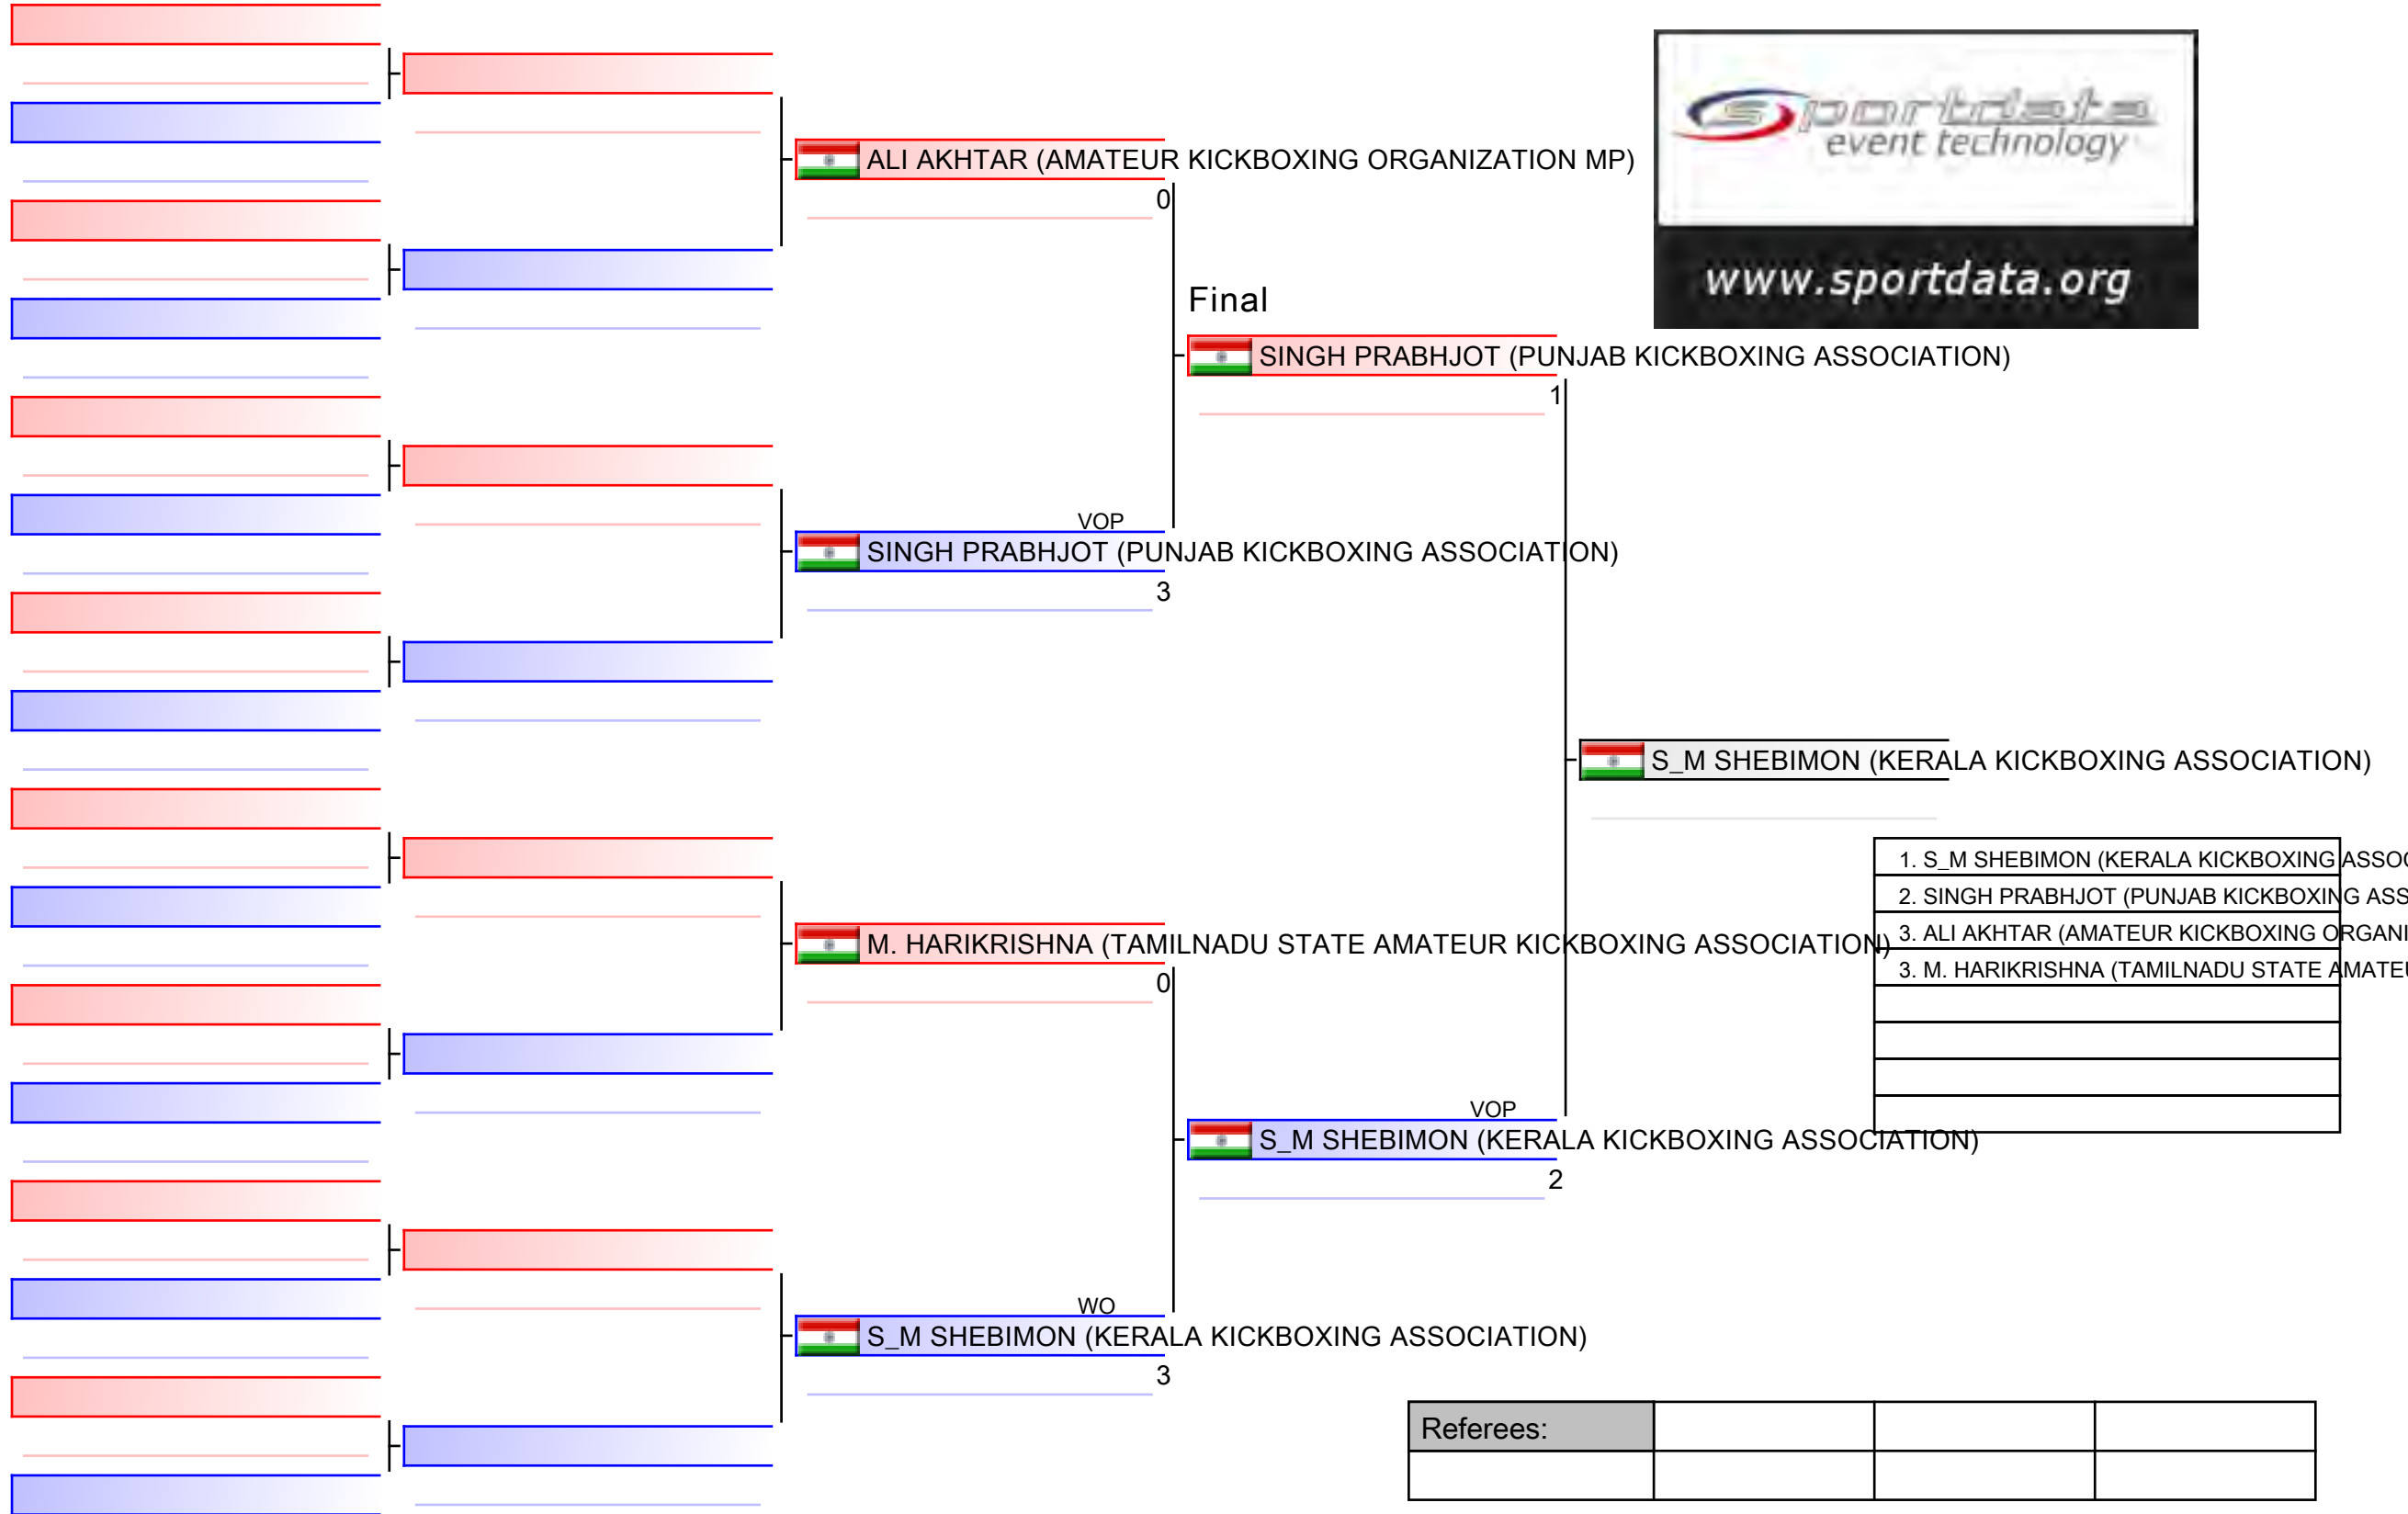 sportdata
event technology
www.sportdata.org
ALI AKHTAR (AMATEUR KICKBOXING ORGANIZATION MP)
0
Final
SINGH PRABHJOT (PUNJAB KICKBOXING ASSOCIATION)
1
VOP
SINGH PRABHJOT (PUNJAB KICKBOXING ASSOCIATION)
3
S_M SHEBIMON (KERALA KICKBOXING ASSOCIATION)
1. S_M SHEBIMON (KERALA KICKBOXING ASSOC
2. SINGH PRABHJOT (PUNJAB KICKBOXING ASS
3. ALI AKHTAR (AMATEUR KICKBOXING ORGANI
3. M. HARIKRISHNA (TAMILNADU STATE AMATEU
M. HARIKRISHNA (TAMILNADU STATE AMATEUR KICKBOXING ASSOCIATION)
0
VOP
S_M SHEBIMON (KERALA KICKBOXING ASSOCIATION)
2
WO
S_M SHEBIMON (KERALA KICKBOXING ASSOCIATION)
3
Referees: